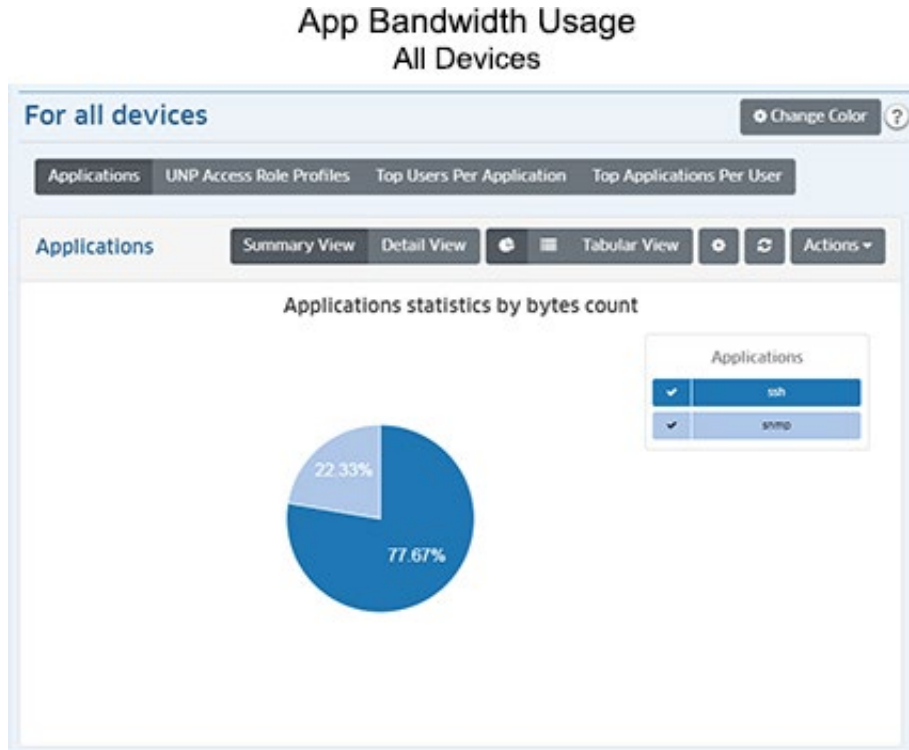 App Bandwidth Usage
All Devices
For all devices
Change Color ?
Applications UNP Access Role Profiles Top Users Per Application Top Applications Per User
Applications Summary View Detail View Tabular View Actions
Applications statistics by bytes count
Applications
ssh
snmp
22.33%
77.67%